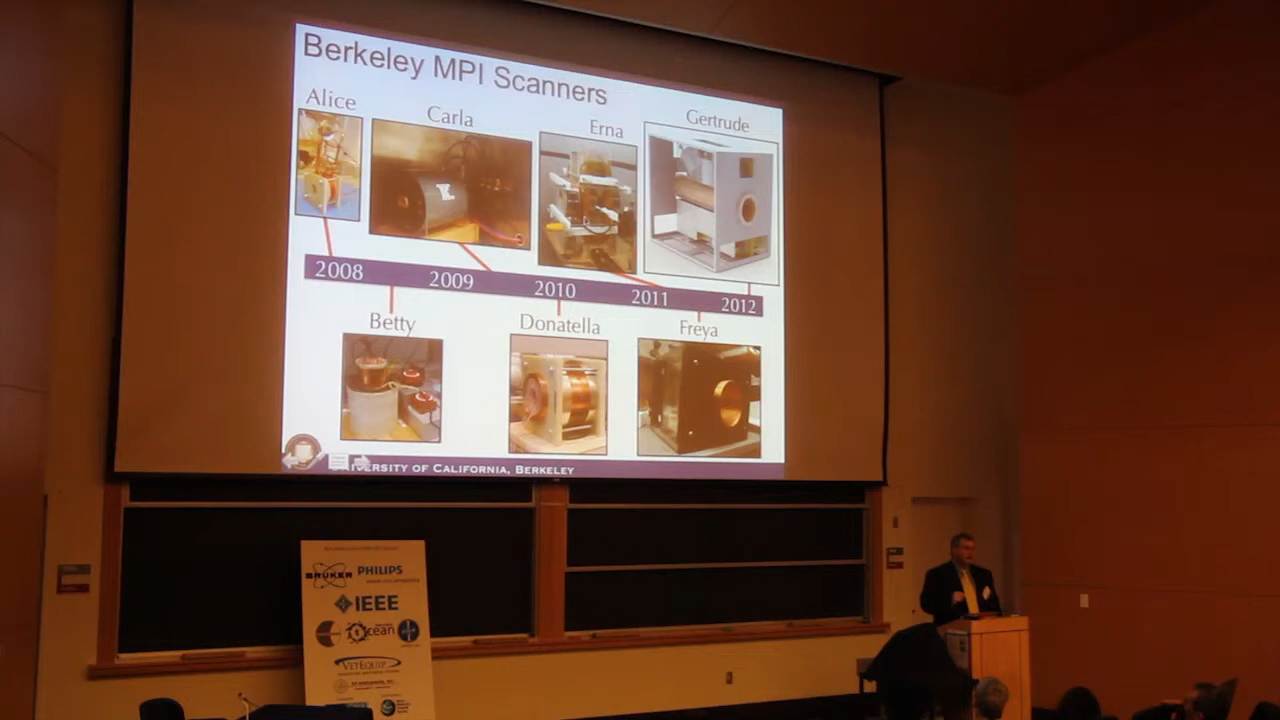 Berkeley MPI Scanners
Alice
Carla
Erna
Gertrude
2008
2009
2010
2011
2012
Betty
Donatella
Freya
UNIVERSITY OF CALIFORNIA, BERKELEY
BRUKER
PHILIPS
IEEE
Ocean
VETEQUIP